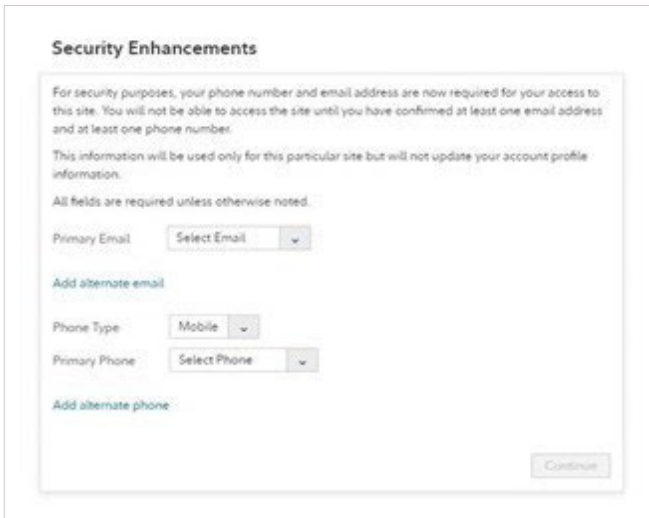 Security Enhancements
For security purposes, your phone number and email address are now required for your access to
this site. You will not be able to access the site until you have confirmed at least one email address
and at least one phone number.
This information will be used only for this particular site but will not update your account profile
information.
All fields are required unless otherwise noted.
Primary Email Select Email
Add alternate email
Phone Type Mobile
Primary Phone Select Phone
Add alternate phone
Continue